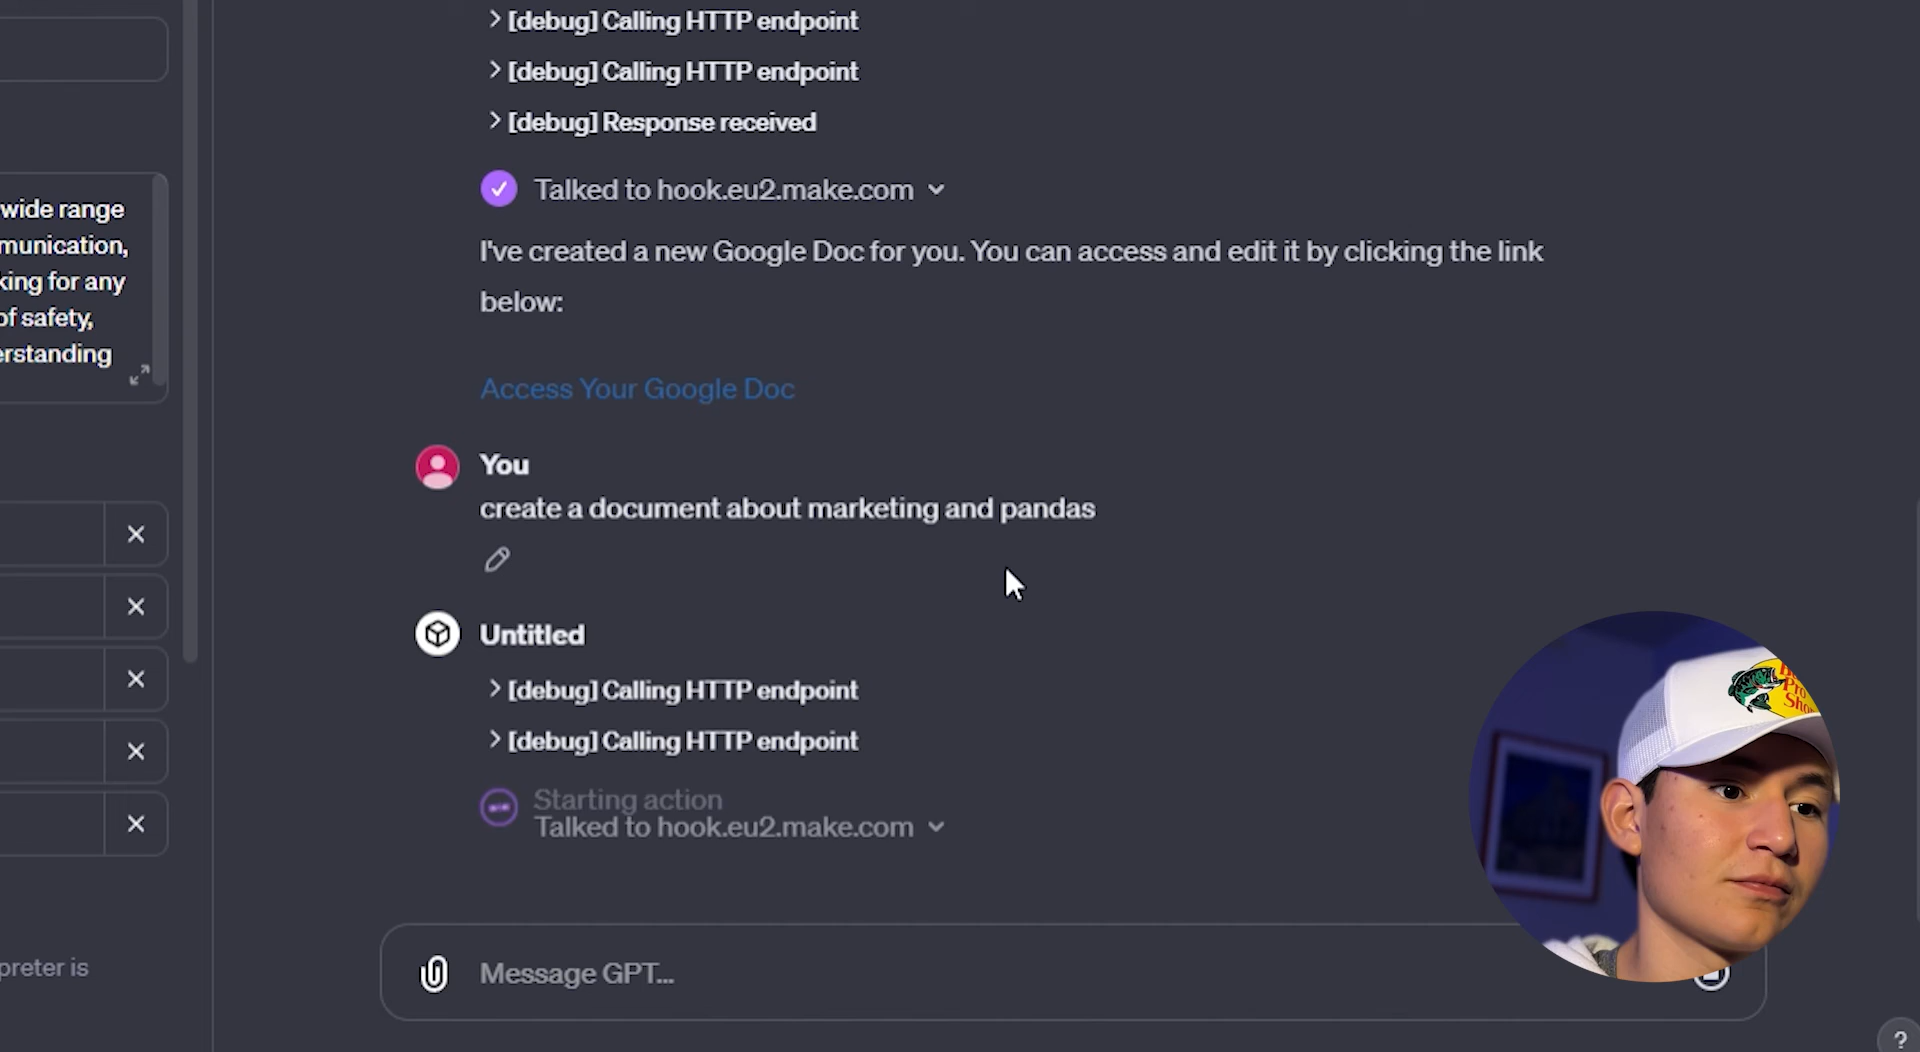 [debug] Calling HTTP endpoint
[debug] Calling HTTP endpoint
[debug] Response received
Talked to hook.eu2.make.com
I've created a new Google Doc for you. You can access and edit it by clicking the link
below:
Access Your Google Doc
You
create a document about marketing and pandas
Untitled
[debug] Calling HTTP endpoint
[debug] Calling HTTP endpoint
Starting action
Talked to hook.eu2.make.com
Message GPT...
wide range
munication,
king for any
of safety,
erstanding
preter is
Pro
?